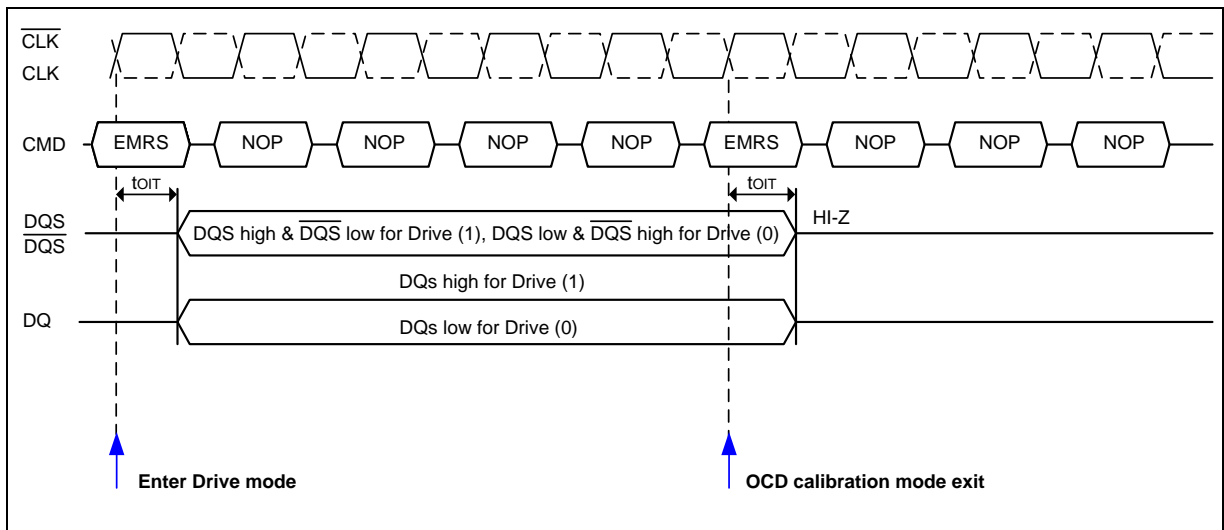 CLK
CLK
CMD EMRS NOP NOP NOP NOP EMRS NOP NOP NOP
tOIT tOIT
DQS
DQS
DQS high & DQS low for Drive (1), DQS low & DQS high for Drive (0)
HI-Z
DQs high for Drive (1)
DQ
DQs low for Drive (0)
Enter Drive mode
OCD calibration mode exit